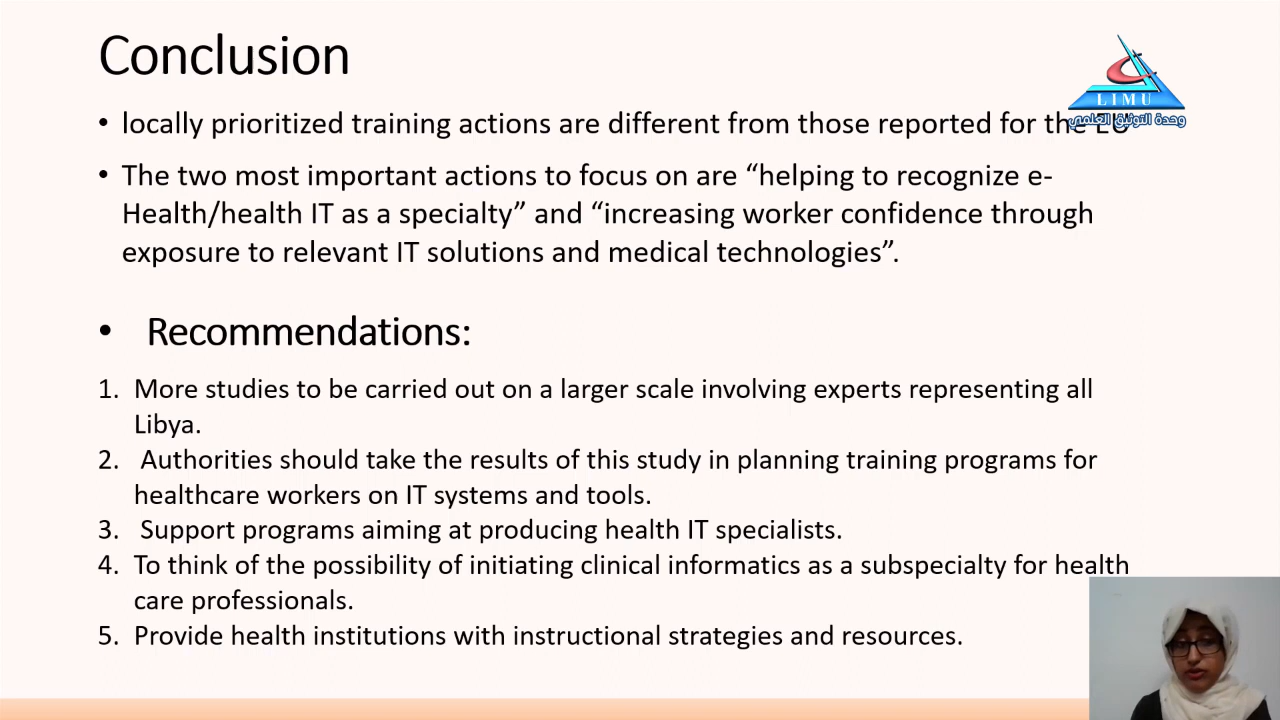 Conclusion
LIMU
وحدة التوثيق العلمي
• locally prioritized training actions are different from those reported for the EU
• The two most important actions to focus on are “helping to recognize e-
Health/health IT as a specialty” and “increasing worker confidence through
exposure to relevant IT solutions and medical technologies”.
• Recommendations:
1. More studies to be carried out on a larger scale involving experts representing all
Libya.
2. Authorities should take the results of this study in planning training programs for
healthcare workers on IT systems and tools.
3. Support programs aiming at producing health IT specialists.
4. To think of the possibility of initiating clinical informatics as a subspecialty for health
care professionals.
5. Provide health institutions with instructional strategies and resources.